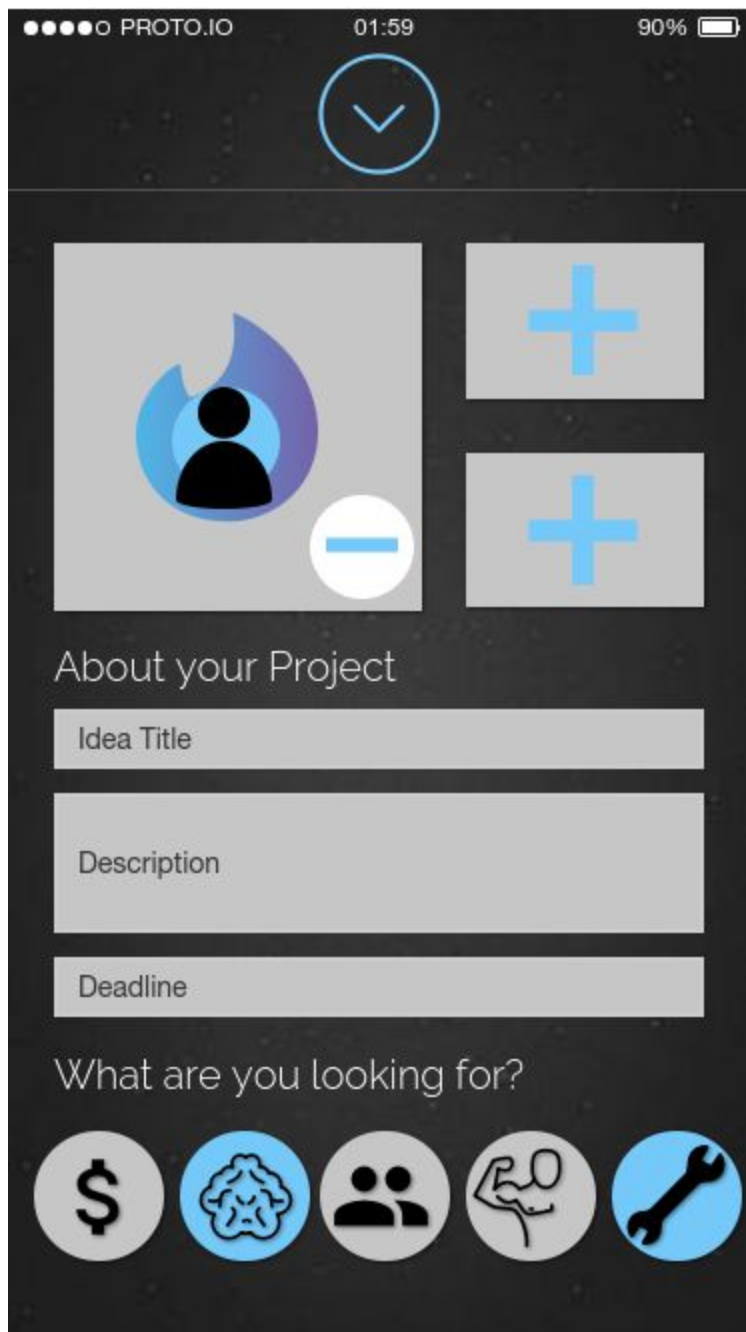 PROTO.IO 01:59 90%
About your Project
Idea Title
Description
Deadline
What are you looking for?
$